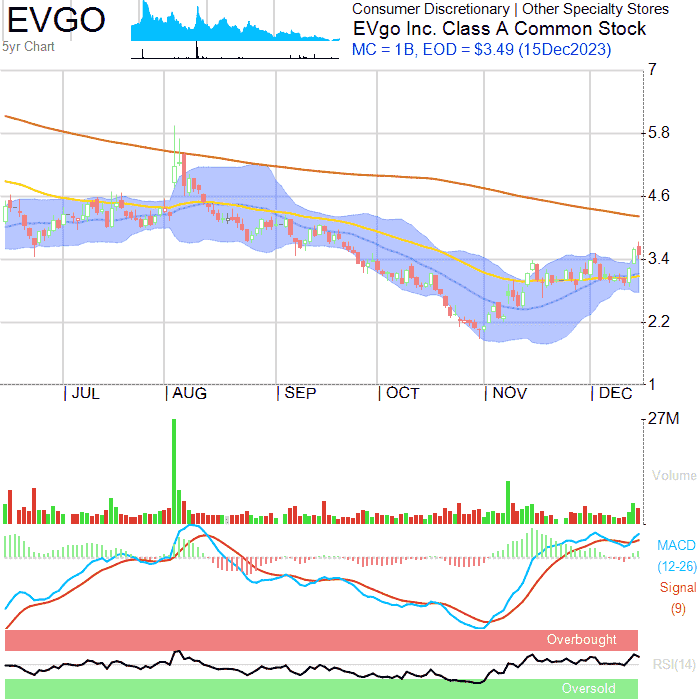 EVGO
5yr Chart
Consumer Discretionary | Other Specialty Stores
EVgo Inc. Class A Common Stock
MC = 1B, EOD = $3.49 (15Dec2023)
7
5.8
4.6
3.4
2.2
1
JUL
AUG
SEP
OCT
NOV
DEC
27M
Volume
MACD
(12-26)
Signal
(9)
Overbought
RSI(14)
Oversold